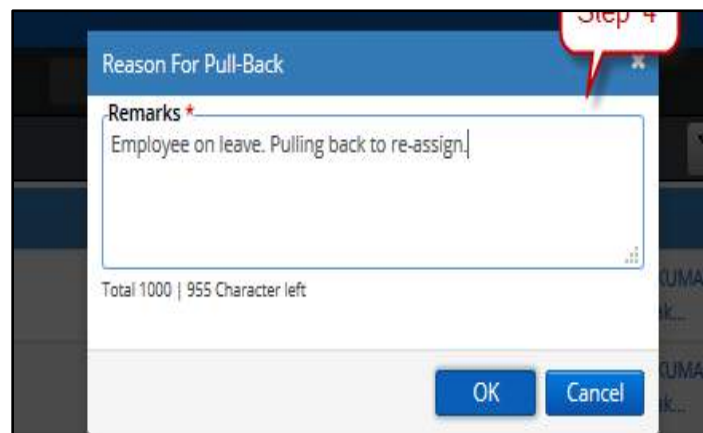 Step 4
Reason For Pull-Back
Remarks *
Employee on leave. Pulling back to re-assign.
Total 1000 | 955 Character left
OK
Cancel